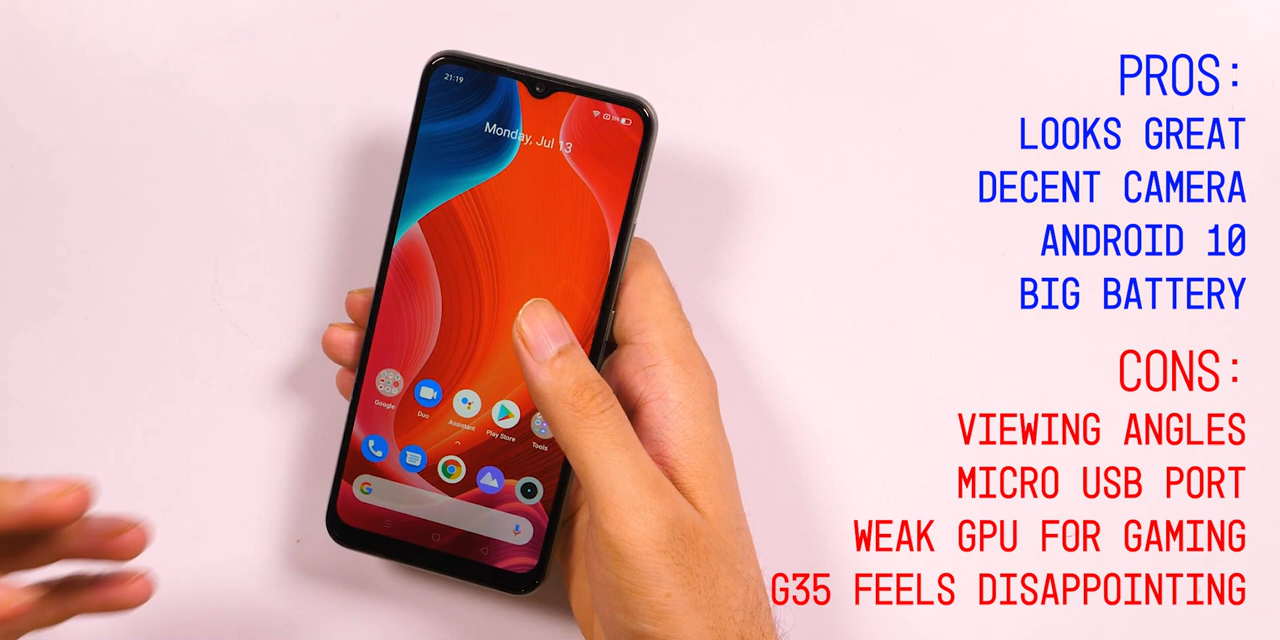 21:19
Monday, Jul 13
Google
Duo
Assistant
Play Store
Tools
PROS:
LOOKS GREAT
DECENT CAMERA
ANDROID 10
BIG BATTERY
CONS:
VIEWING ANGLES
MICRO USB PORT
WEAK GPU FOR GAMING
G35 FEELS DISAPPOINTING